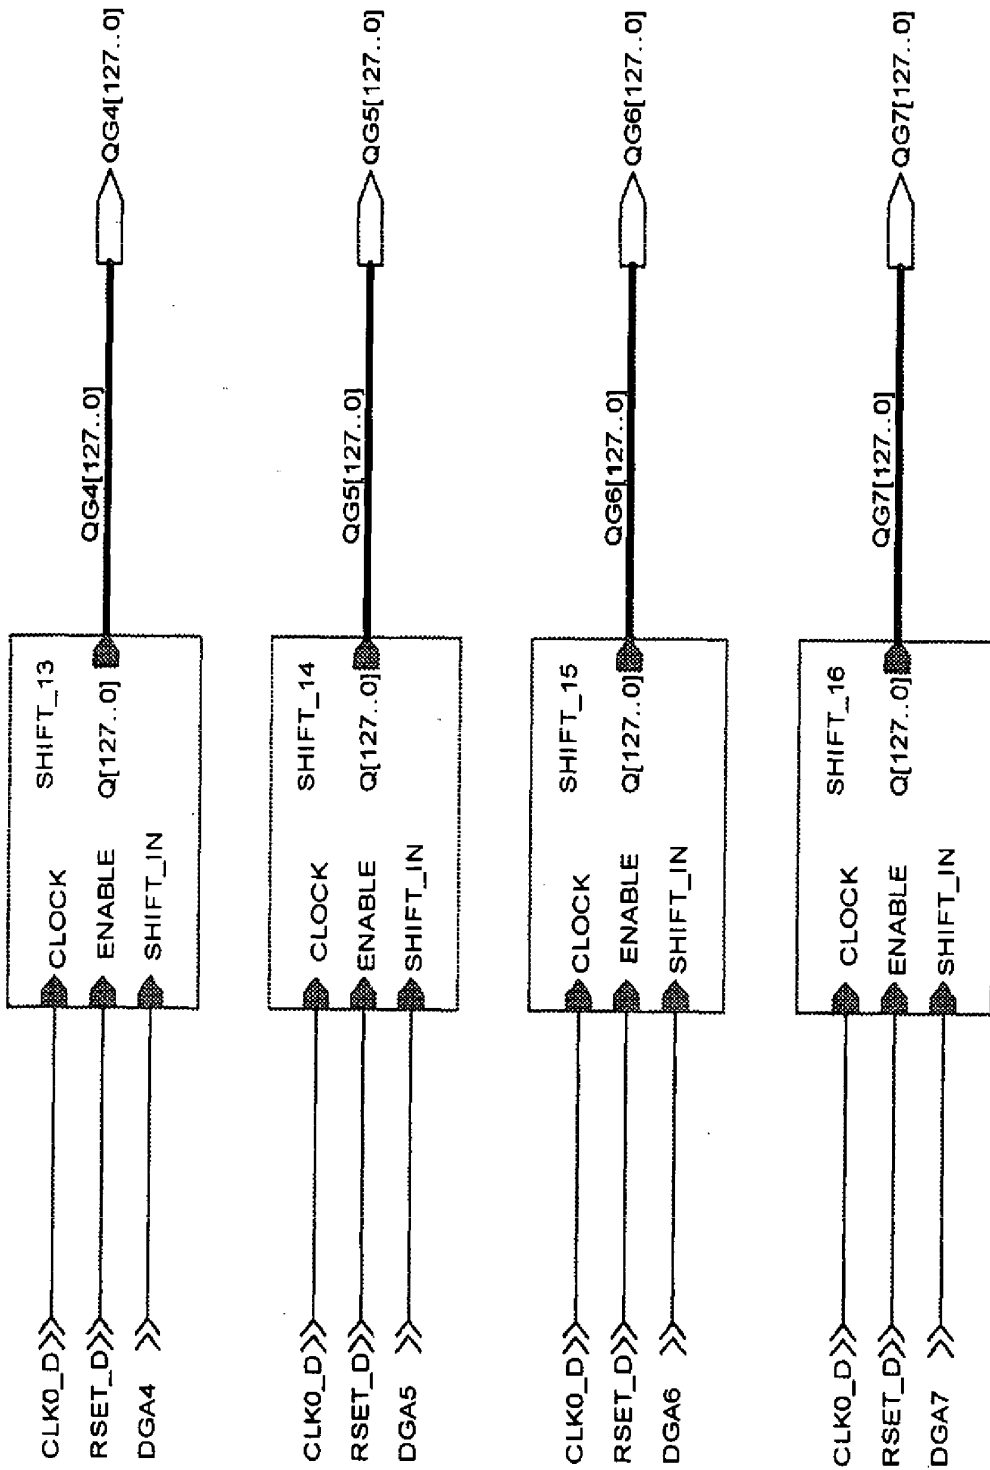 SHIFT_13
CLK0_D
CLOCK
RSET_D
ENABLE
Q[127..0]
QG4[127..0]
QG4[127..0]
DGA4
SHIFT_IN
SHIFT_14
CLK0_D
CLOCK
RSET_D
ENABLE
Q[127..0]
QG5[127..0]
QG5[127..0]
DGA5
SHIFT_IN
SHIFT_15
CLK0_D
CLOCK
RSET_D
ENABLE
Q[127..0]
QG6[127..0]
QG6[127..0]
DGA6
SHIFT_IN
SHIFT_16
CLK0_D
CLOCK
RSET_D
ENABLE
Q[127..0]
QG7[127..0]
QG7[127..0]
DGA7
SHIFT_IN